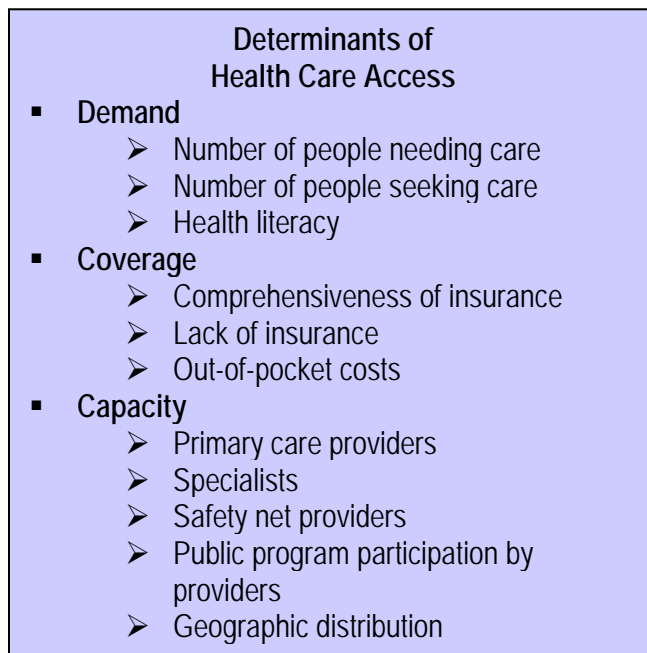 Determinants of
Health Care Access
▪ Demand
➢ Number of people needing care
➢ Number of people seeking care
➢ Health literacy
▪ Coverage
➢ Comprehensiveness of insurance
➢ Lack of insurance
➢ Out-of-pocket costs
▪ Capacity
➢ Primary care providers
➢ Specialists
➢ Safety net providers
➢ Public program participation by
providers
➢ Geographic distribution